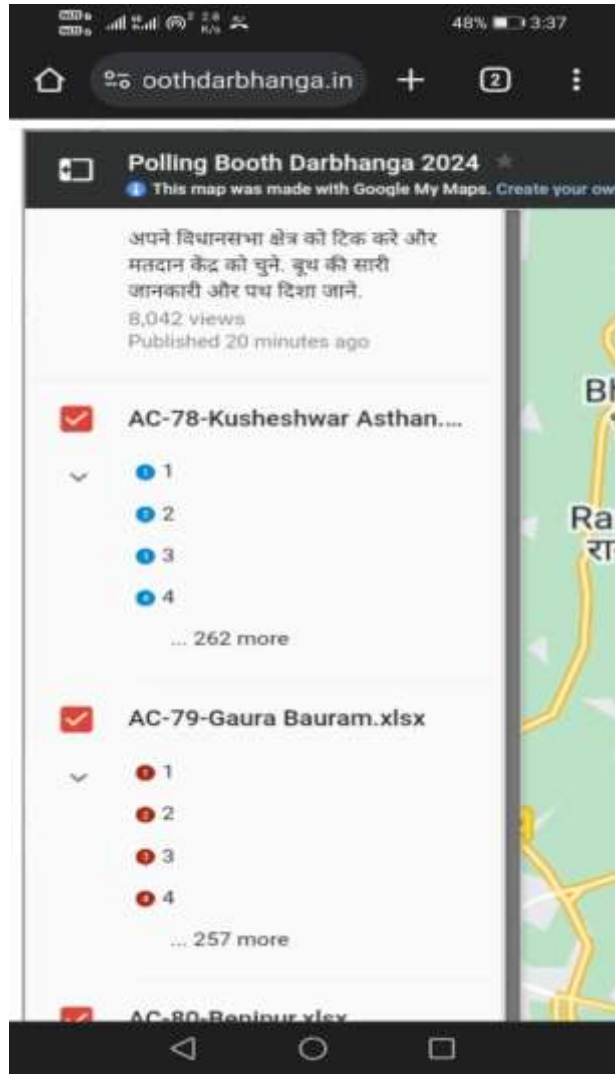 48% 3:37
oothdarbhanga.in
2
Polling Booth Darbhanga 2024
This map was made with Google My Maps. Create your ow
अपने विधानसभा क्षेत्र को टिक करे और
मतदान केंद्र को चुने. बूथ की सारी
जानकारी और पथ दिशा जाने.
8,042 views
Published 20 minutes ago
AC-78-Kusheshwar Asthan....
1
2
3
4
... 262 more
AC-79-Gaura Bauram.xlsx
1
2
3
4
... 257 more
AC-80-Benipur.xlsx
Bh
Ra
रा